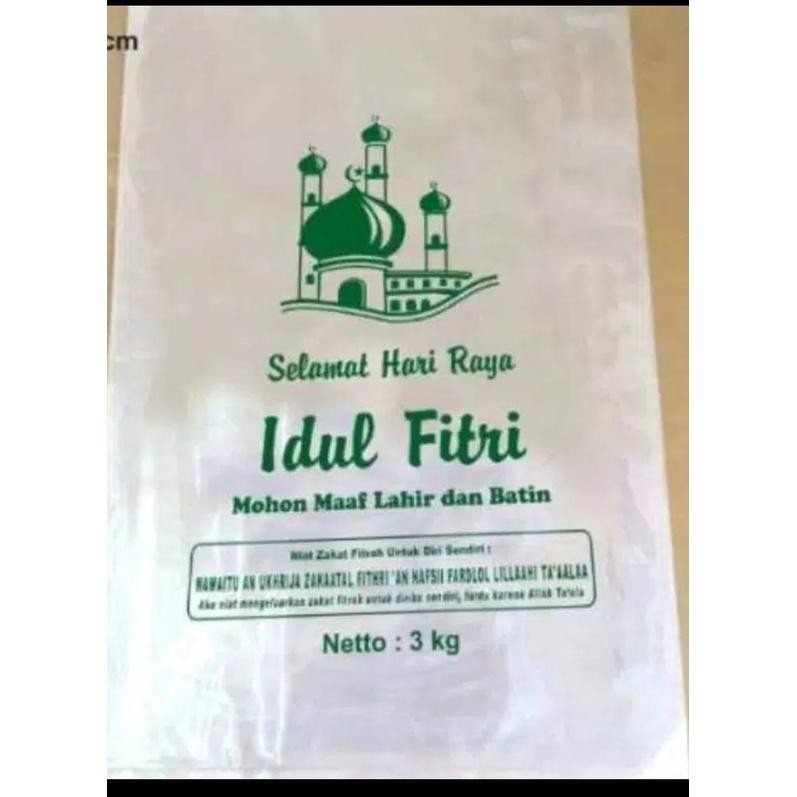 cm
Selamat Hari Raya
Idul Fitri
Mohon Maaf Lahir dan Batin
Niat Zakat Fitrah Untuk Diri Sendiri :
NAWAITU AN UKHRIJA ZAKAATAL FITHRI 'AN NAFSII FARDLOL LILLAAHI TA'AALAA
Aku niat mengeluarkan zakat fitrah untuk diriku sendiri, fardu karena Allah Ta'ala
Netto : 3 kg